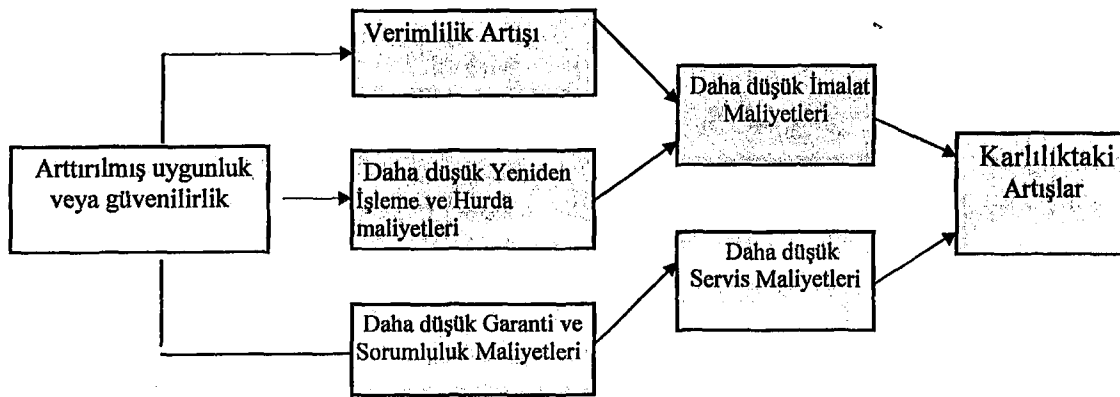 Verimlilik Artışı
Arttırılmış uygunluk
veya güvenilirlik
Daha düşük Yeniden
İşleme ve Hurda
maliyetleri
Daha düşük Garanti ve
Sorumluluk Maliyetleri
Daha düşük İmalat
Maliyetleri
Daha düşük
Servis Maliyetleri
Karlılıktaki
Artışlar